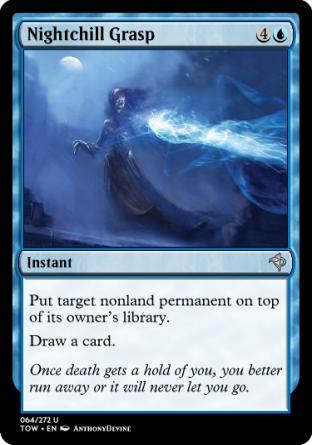 Nightchill Grasp 4
Instant
Put target nonland permanent on top
of its owner's library.
Draw a card.
Once death gets a hold of you, you better
run away or it will never let you go.
064/272 U
TOW • EN AnthonyDevine